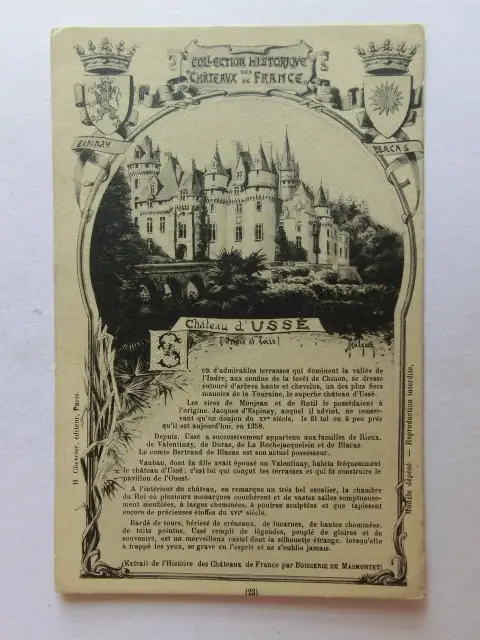 COLLECTION HISTORIQUE
DES
CHÂTEAUX DE FRANCE
EPINAY
BLACAS
Château d'USSÉ
(Indre et Loire)
SUR d'admirables terrasses qui dominent la vallée de
l'Indre, aux confins de la forêt de Chinon, se dresse
entouré d'arbres hauts et chevelus, un des plus fiers
manoirs de la Touraine, le superbe château d'Ussé.
Les sires de Monjean et de Rutil le possédaient à
l'origine. Jacques d'Espinay, auquel il advint, ne conser-
vant qu'un donjon du XVe siècle, le fit tel ou à peu près
qu'il est aujourd'hui, en 1358.
Depuis, Ussé a successivement appartenu aux familles de Rieux,
de Valentinay, de Duras, de La Rochejacquelein et de Blacas.
Le comte Bertrand de Blacas est son actuel possesseur.
Vauban, dont la fille avait épousé un Valentinay, habita fréquemment
le château d'Ussé; c'est lui qui conçut les terrasses et qui fit construire le
pavillon de l'Ouest.
A l'intérieur du château, on remarque un très bel escalier, la chambre
du Roi où plusieurs monarques couchèrent et de vastes salles somptueuse-
ment meublées, à larges cheminées, à poutres sculptées et que tapissent
encore de précieuses étoffes du XVIe siècle.
Bardé de tours, hérissé de créneaux, de lucarnes, de hautes cheminées,
de toits pointus, Ussé rempli de légendes, peuplé de gloires et de
souvenirs, est un merveilleux castel dont la silhouette étrange, lorsqu'elle
a frappé les yeux, se grave en l'esprit et ne s'oublie jamais.
(Extrait de l'Histoire des Châteaux de France par BOISSERIE DE MASMONTET)
H Chevrier, éditeur, Paris
Modèle déposé. — Reproduction interdite.
(23)